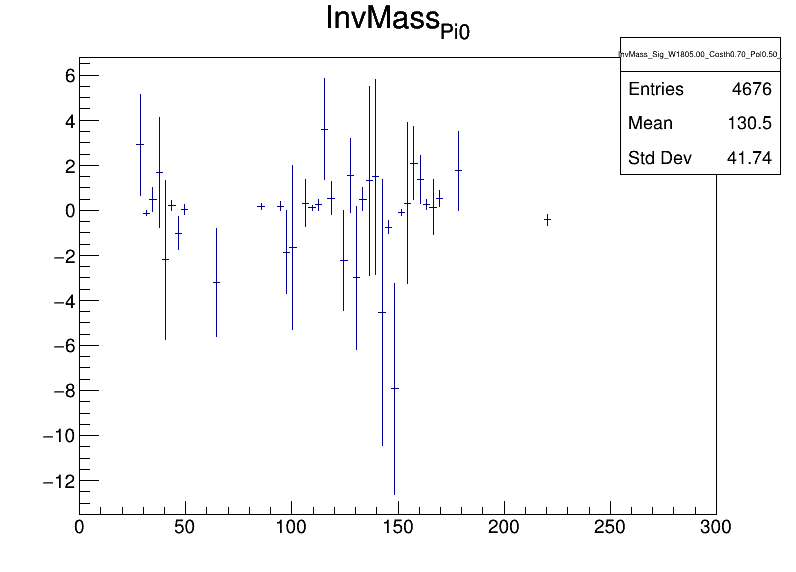 InvMass_Pi0
InvMass_Sig_W1805.00_Costh0.70_Pol0.50_
Entries 4676
Mean 130.5
Std Dev 41.74
6
4
2
0
−2
−4
−6
−8
−10
−12
0 50 100 150 200 250 300